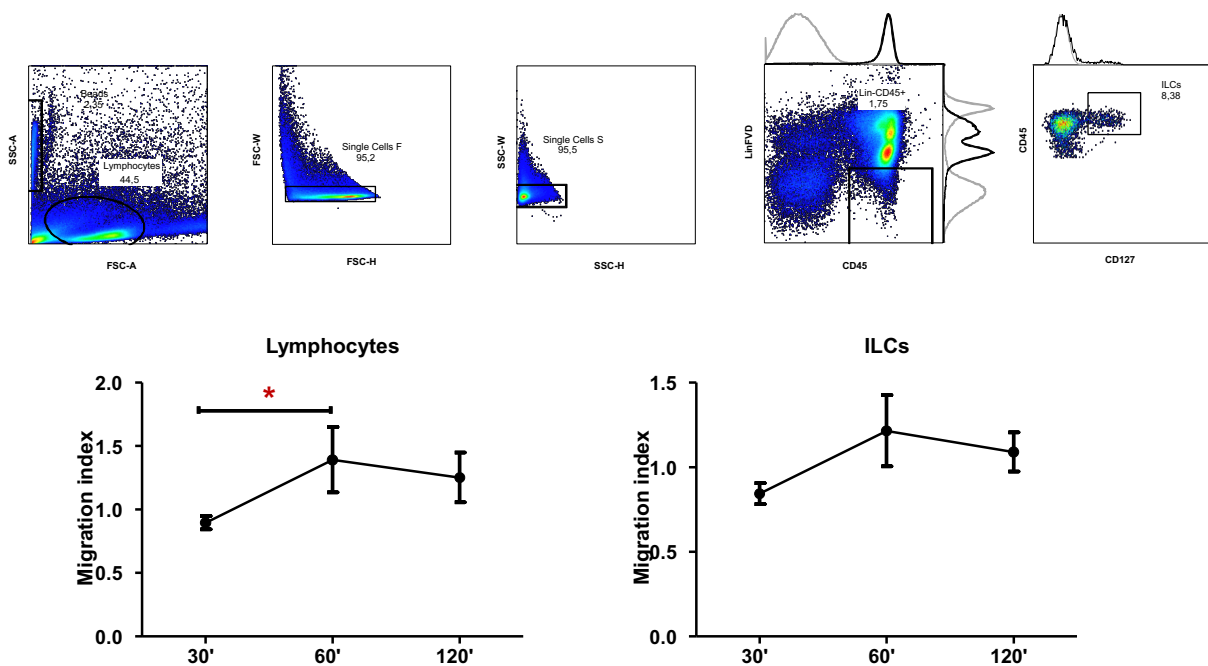 SSC-A
Beads
2,35
Lymphocytes
44,5
FSC-A
FSC-W
Single Cells F
95,2
FSC-H
SSC-W
Single Cells S
95,5
SSC-H
LinFVD
Lin-CD45+
1,75
CD45
CD45
ILCs
8,38
CD127
Lymphocytes
Migration index
2.0
1.5
1.0
0.5
0.0
*
30'
60'
120'
ILCs
Migration index
1.5
1.0
0.5
0.0
30'
60'
120'